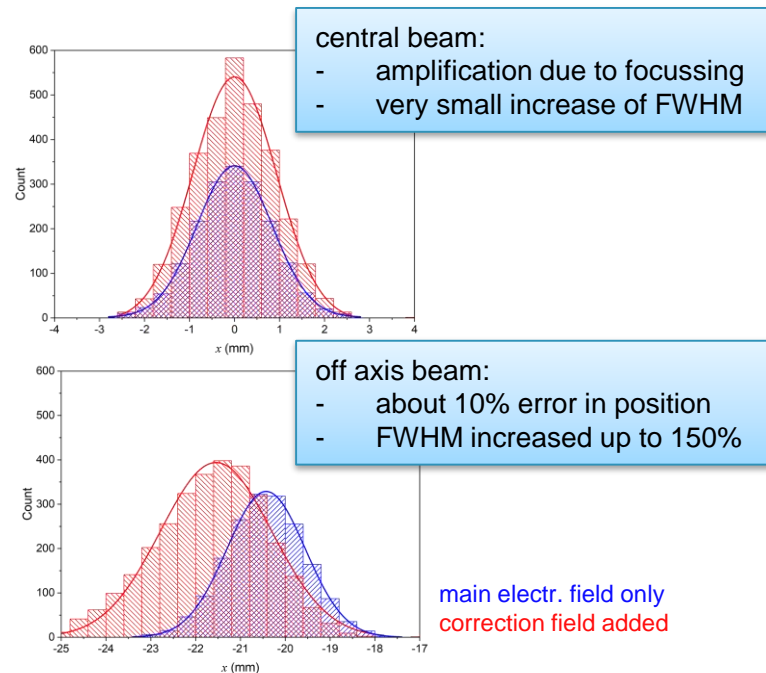 central beam:
- amplification due to focussing
- very small increase of FWHM
600
500
400
300
200
100
0
Count
-4 -3 -2 -1 0 1 2 3 4
x (mm)
off axis beam:
- about 10% error in position
- FWHM increased up to 150%
600
500
400
300
200
100
0
Count
-25 -24 -23 -22 -21 -20 -19 -18 -17
x (mm)
main electr. field only
correction field added